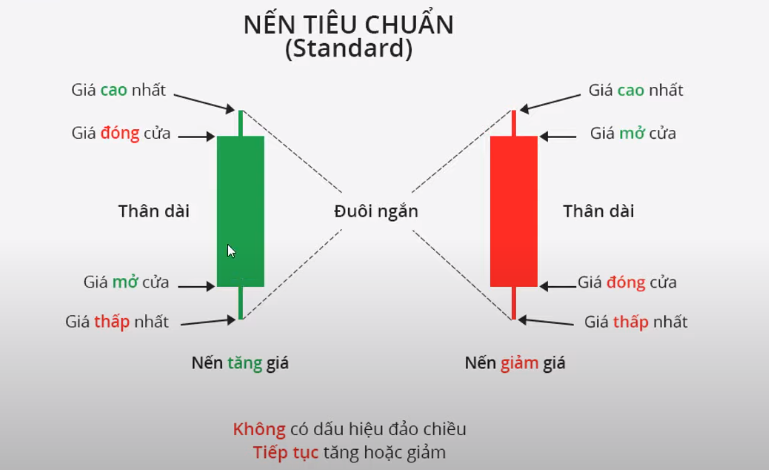 NẾN TIÊU CHUẨN
(Standard)
Giá cao nhất
Giá đóng cửa
Thân dài
Giá mở cửa
Giá thấp nhất
Nến tăng giá
Đuôi ngắn
Giá cao nhất
Giá mở cửa
Thân dài
Giá đóng cửa
Giá thấp nhất
Nến giảm giá
Không có dấu hiệu đảo chiều
Tiếp tục tăng hoặc giảm